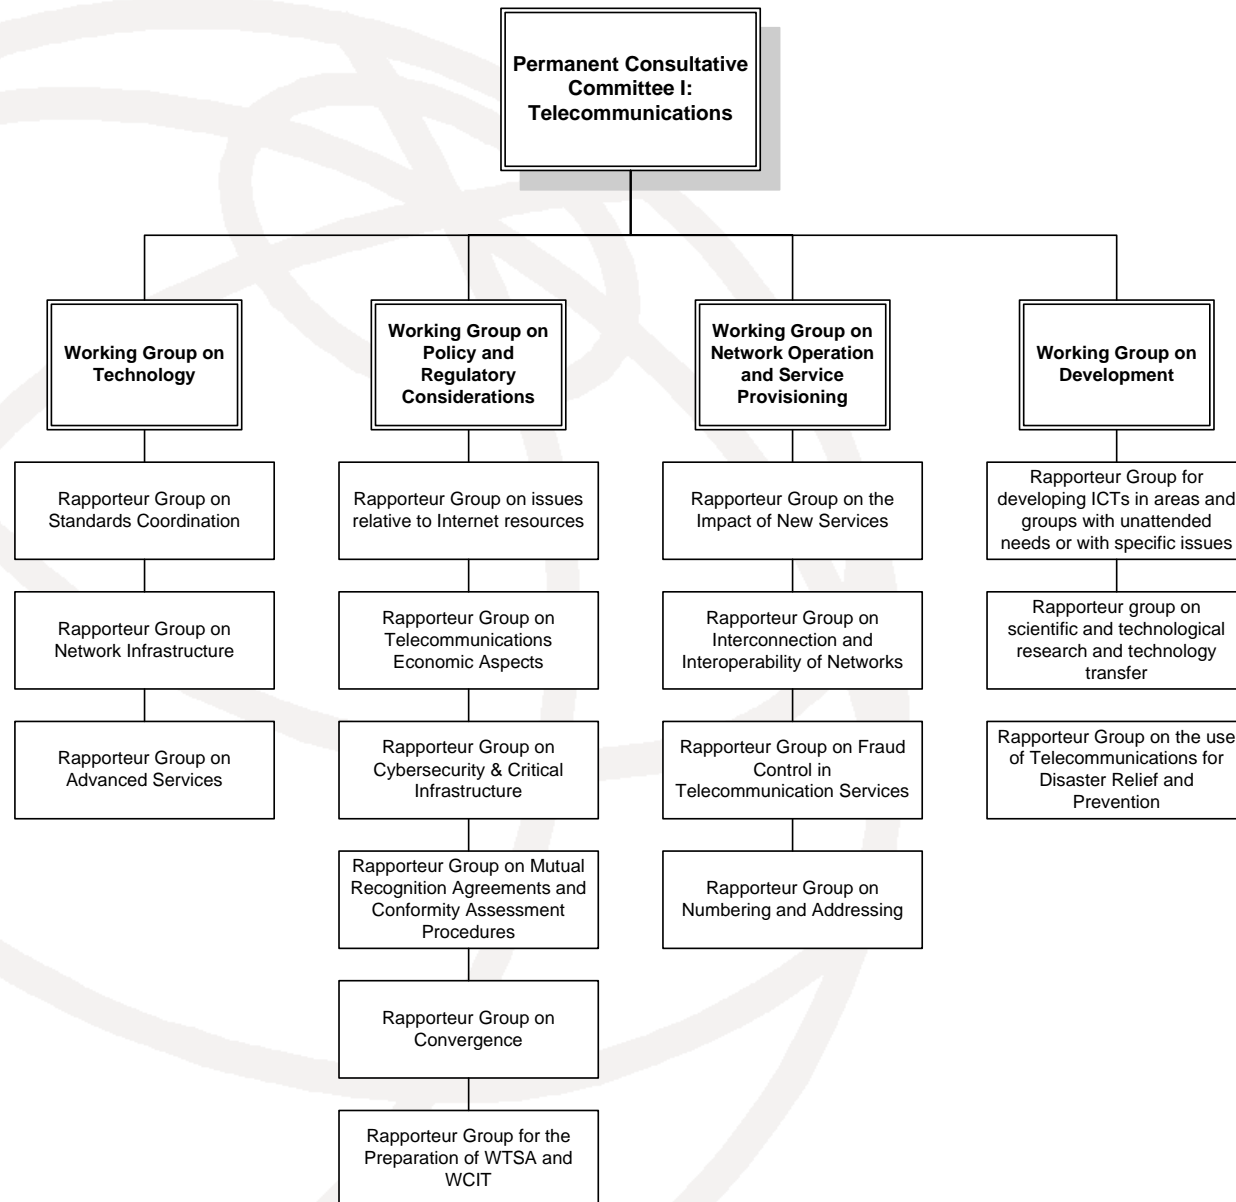 Permanent Consultative
Committee I:
Telecommunications
Working Group on
Technology
Rapporteur Group on
Standards Coordination
Rapporteur Group on
Network Infrastructure
Rapporteur Group on
Advanced Services
Working Group on
Policy and
Regulatory
Considerations
Rapporteur Group on issues
relative to Internet resources
Rapporteur Group on
Telecommunications
Economic Aspects
Rapporteur Group on
Cybersecurity & Critical
Infrastructure
Rapporteur Group on Mutual
Recognition Agreements and
Conformity Assessment
Procedures
Rapporteur Group on
Convergence
Rapporteur Group for the
Preparation of WTSA and
WCIT
Working Group on
Network Operation
and Service
Provisioning
Rapporteur Group on the
Impact of New Services
Rapporteur Group on
Interconnection and
Interoperability of Networks
Rapporteur Group on Fraud
Control in
Telecommunication Services
Rapporteur Group on
Numbering and Addressing
Working Group on
Development
Rapporteur Group for
developing ICTs in areas and
groups with unattended
needs or with specific issues
Rapporteur group on
scientific and technological
research and technology
transfer
Rapporteur Group on the use
of Telecommunications for
Disaster Relief and
Prevention